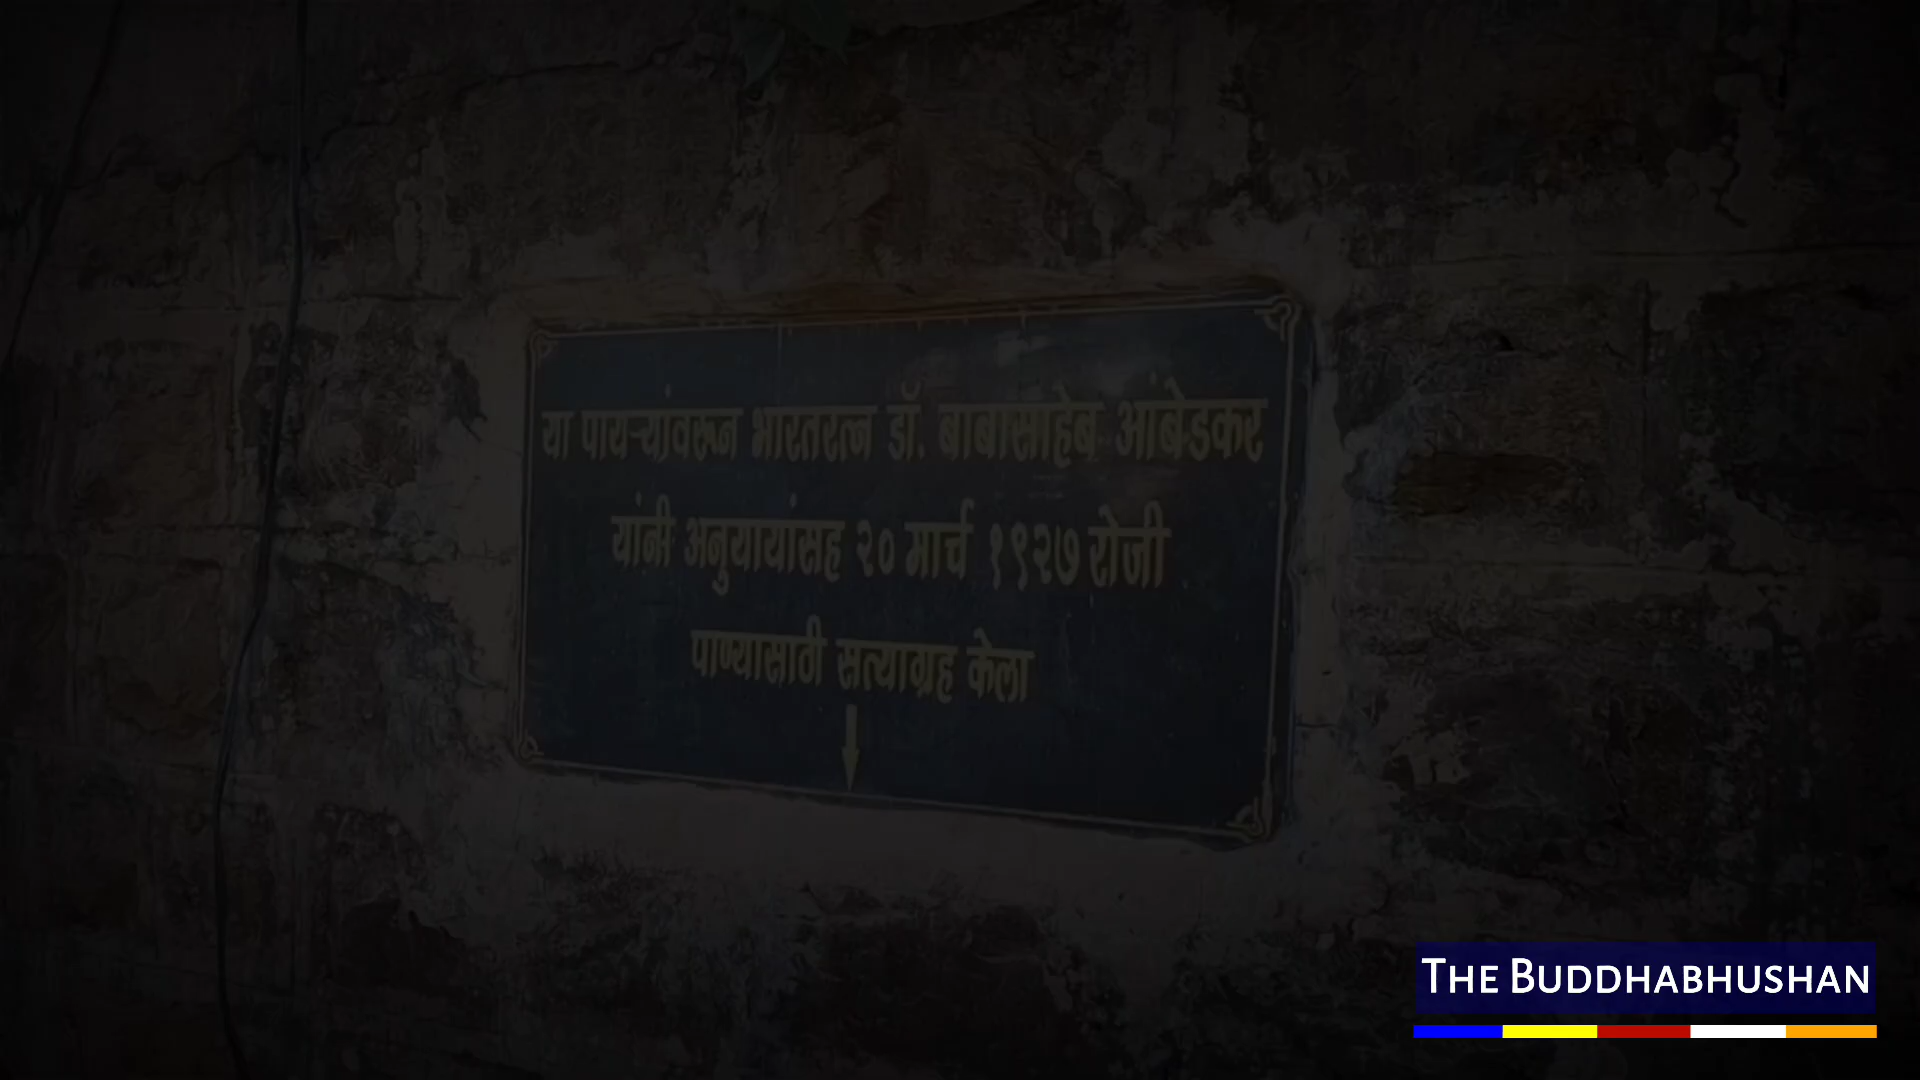 या पायऱ्यांवरून भारतरत्न डॉ. बाबासाहेब आंबेडकर
यांनी अनुयायांसह २० मार्च १९२७ रोजी
पाण्यासाठी सत्याग्रह केला
THE BUDDHABHUSHAN